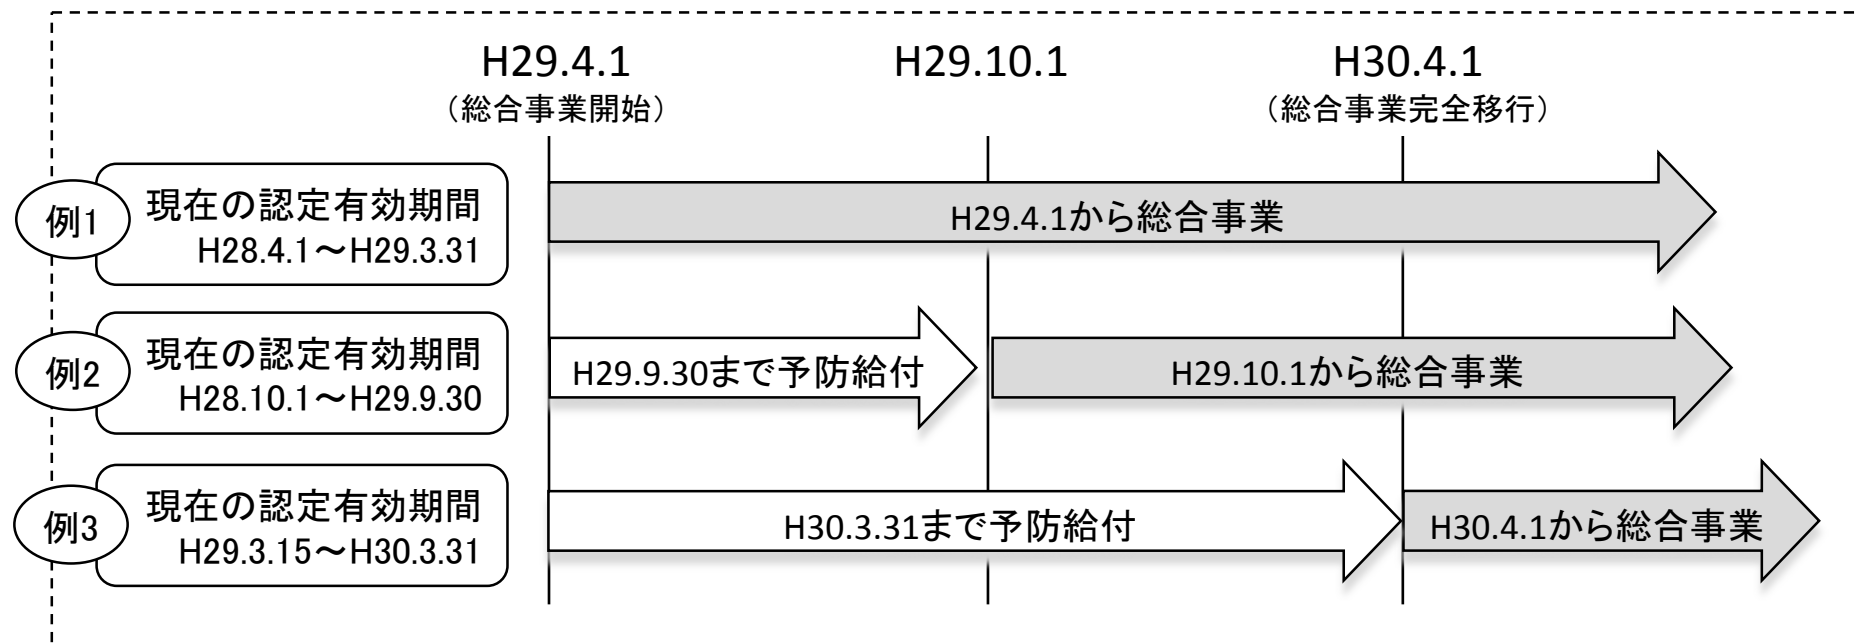 H29.4.1
（総合事業開始）
H29.10.1
H30.4.1
（総合事業完全移行）
例1
現在の認定有効期間
H28.4.1～H29.3.31
H29.4.1から総合事業
例2
現在の認定有効期間
H28.10.1～H29.9.30
H29.9.30まで予防給付
H29.10.1から総合事業
例3
現在の認定有効期間
H29.3.15～H30.3.31
H30.3.31まで予防給付
H30.4.1から総合事業